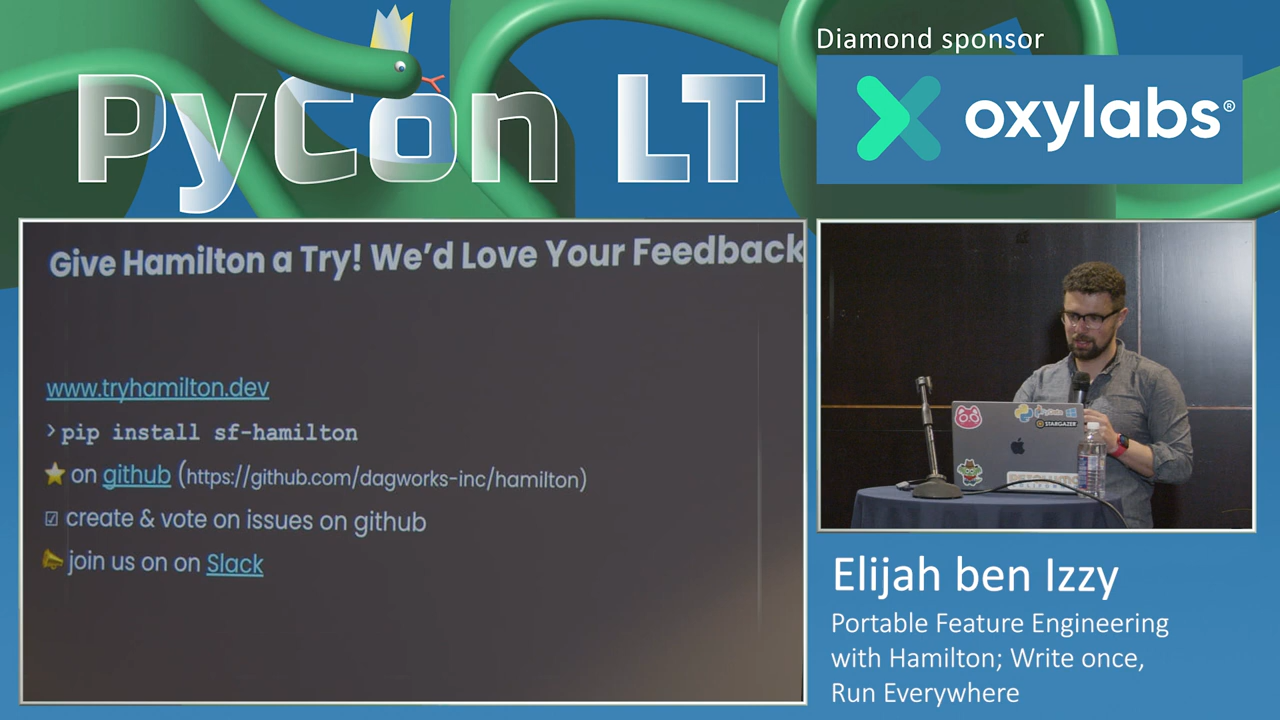 PyCon LT
Diamond sponsor
oxylabs®
Give Hamilton a Try! We’d Love Your Feedback
www.tryhamilton.dev
› pip install sf-hamilton
⭐ on github (https://github.com/dagworks-inc/hamilton)
☑ create & vote on issues on github
📣 join us on on Slack
STARGAZER
Elijah ben Izzy
Portable Feature Engineering
with Hamilton; Write once,
Run Everywhere